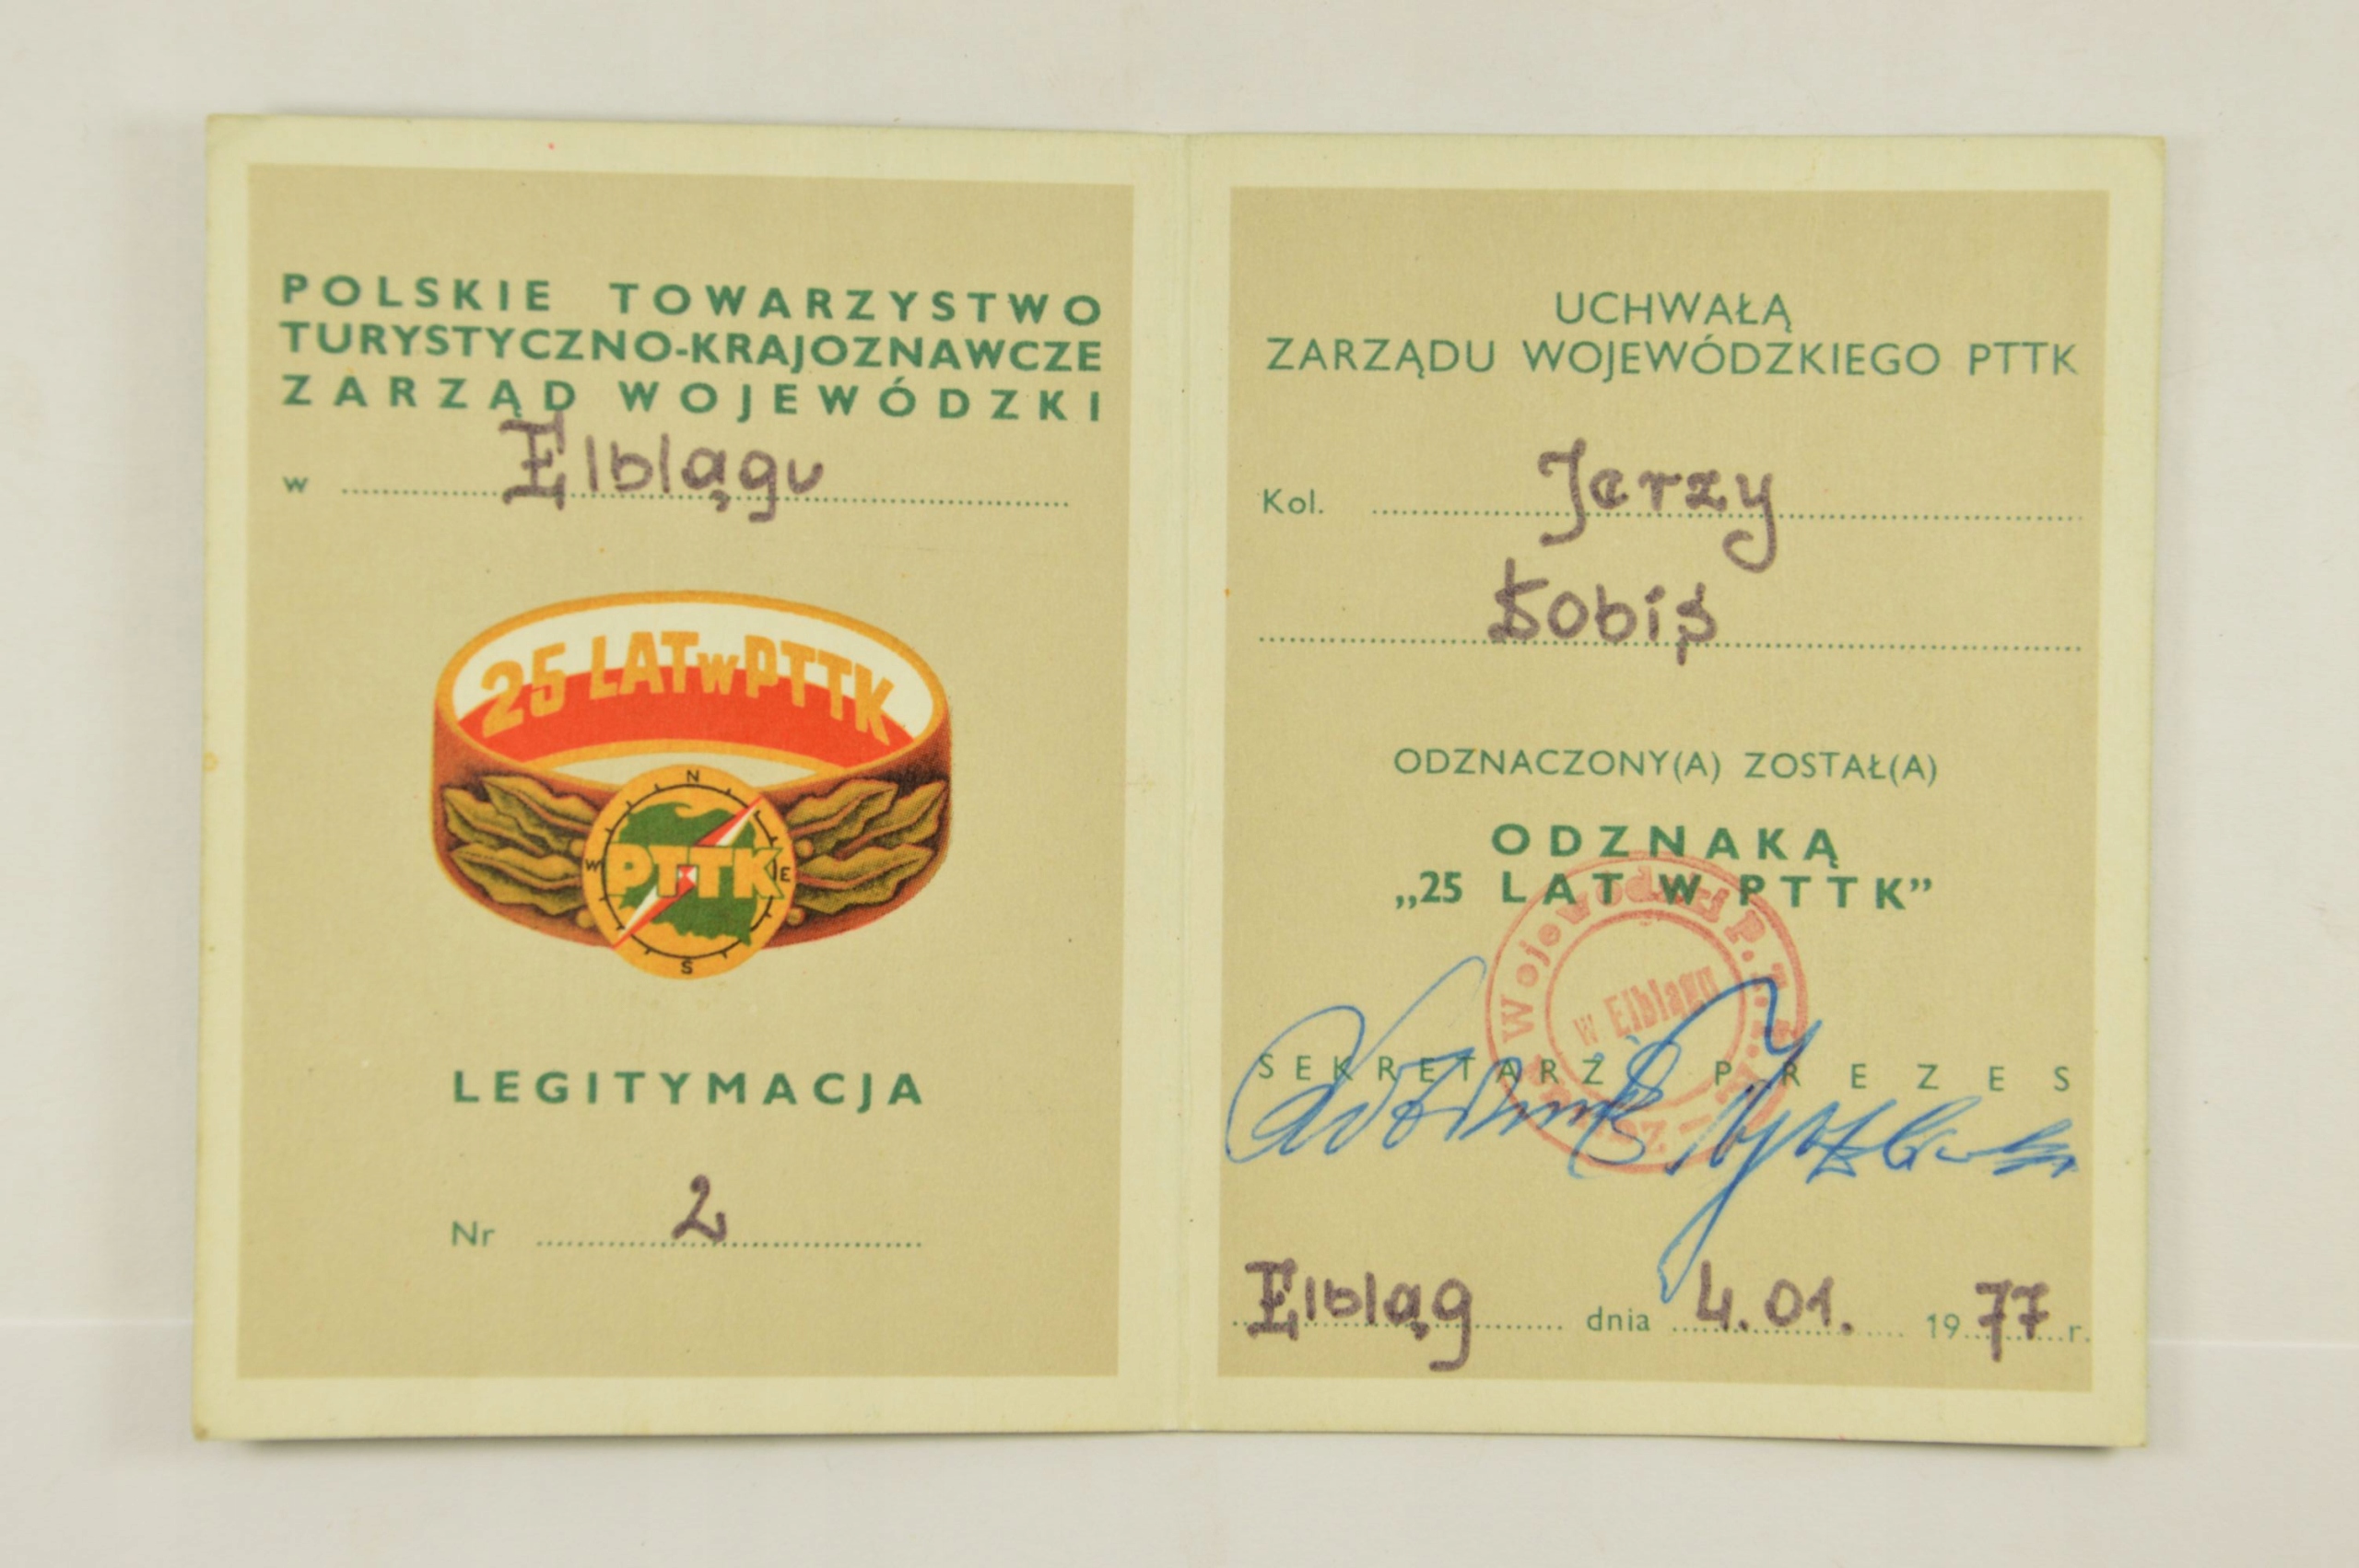 POLSKIE TOWARZYSTWO
TURYSTYCZNO-KRAJOZNAWCZE
ZARZĄD WOJEWÓDZKI
w Elblągu
25 LAT w PTTK
N
W PTTK E
S
LEGITYMACJA
Nr 2
UCHWAŁĄ
ZARZĄDU WOJEWÓDZKIEGO PTTK
Kol. Jerzy
Łobiś
ODZNACZONY(A) ZOSTAŁ(A)
ODZNAKĄ
„25 LAT W PTTK”
w Elblągu
SEKRETARZ PREZES
Elbląg dnia 4.01. 1977 r.